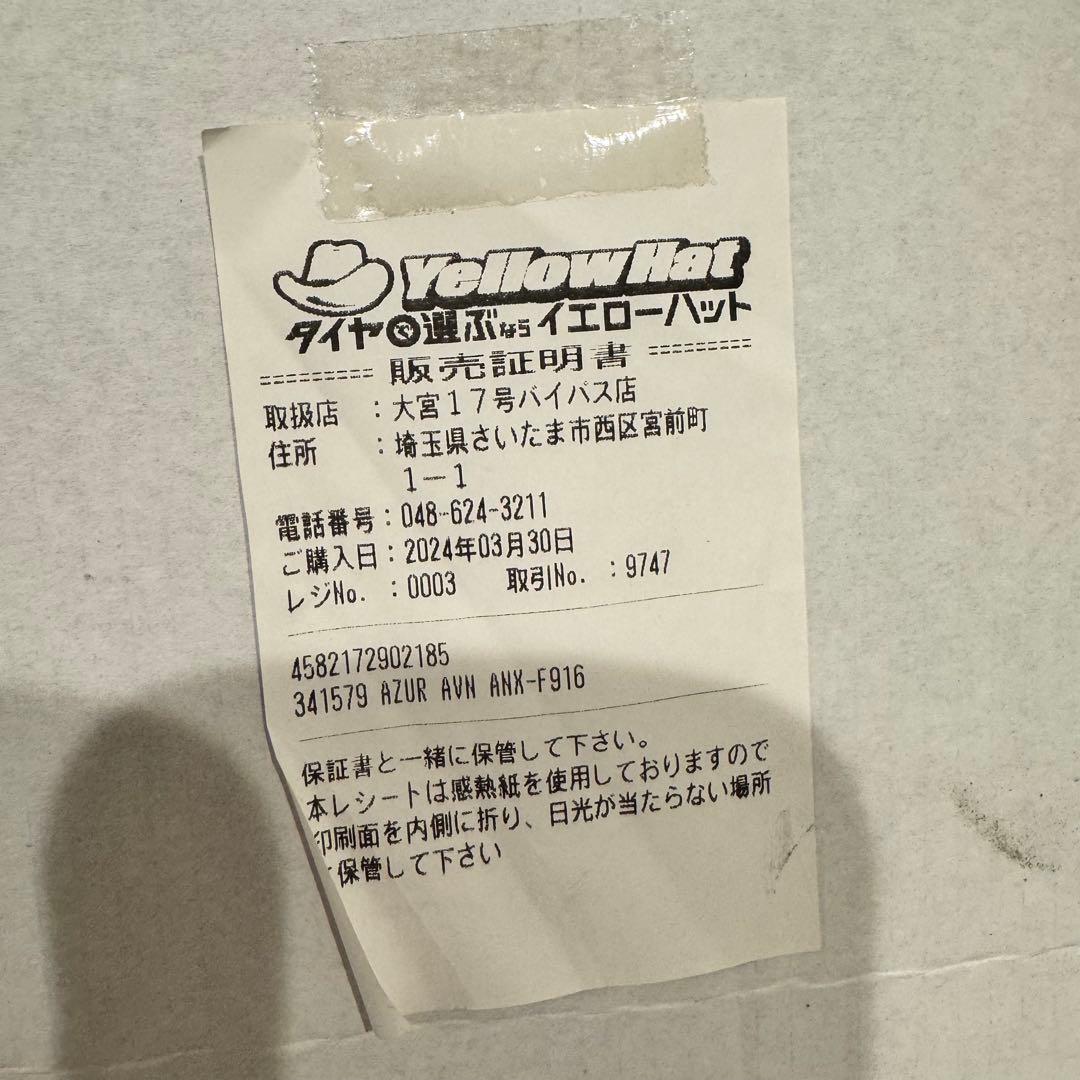 YellowHat
タイヤを選ぶならイエローハット
========= 販売証明書 =========
取扱店 : 大宮17号バイパス店
住所 : 埼玉県さいたま市西区宮前町
1-1
電話番号 : 048-624-3211
ご購入日 : 2024年03月30日
レジNo. : 0003 取引No. : 9747
4582172902185
341579 AZUR AVN ANX-F916
保証書と一緒に保管して下さい。
本レシートは感熱紙を使用しておりますので
印刷面を内側に折り、日光が当たらない場所
保管して下さい